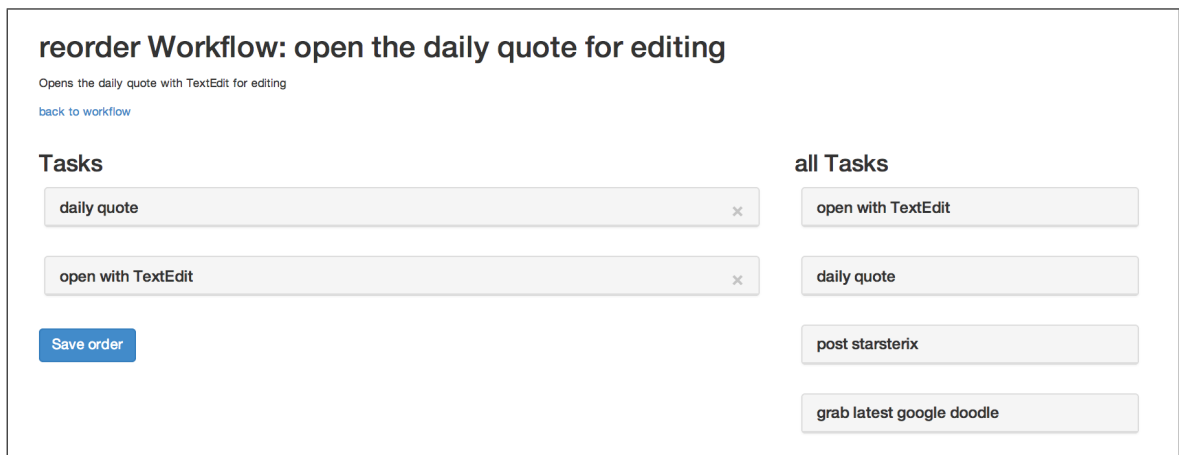 reorder Workflow: open the daily quote for editing
Opens the daily quote with TextEdit for editing
back to workflow
Tasks
daily quote ×
open with TextEdit ×
Save order
all Tasks
open with TextEdit
daily quote
post starsterix
grab latest google doodle